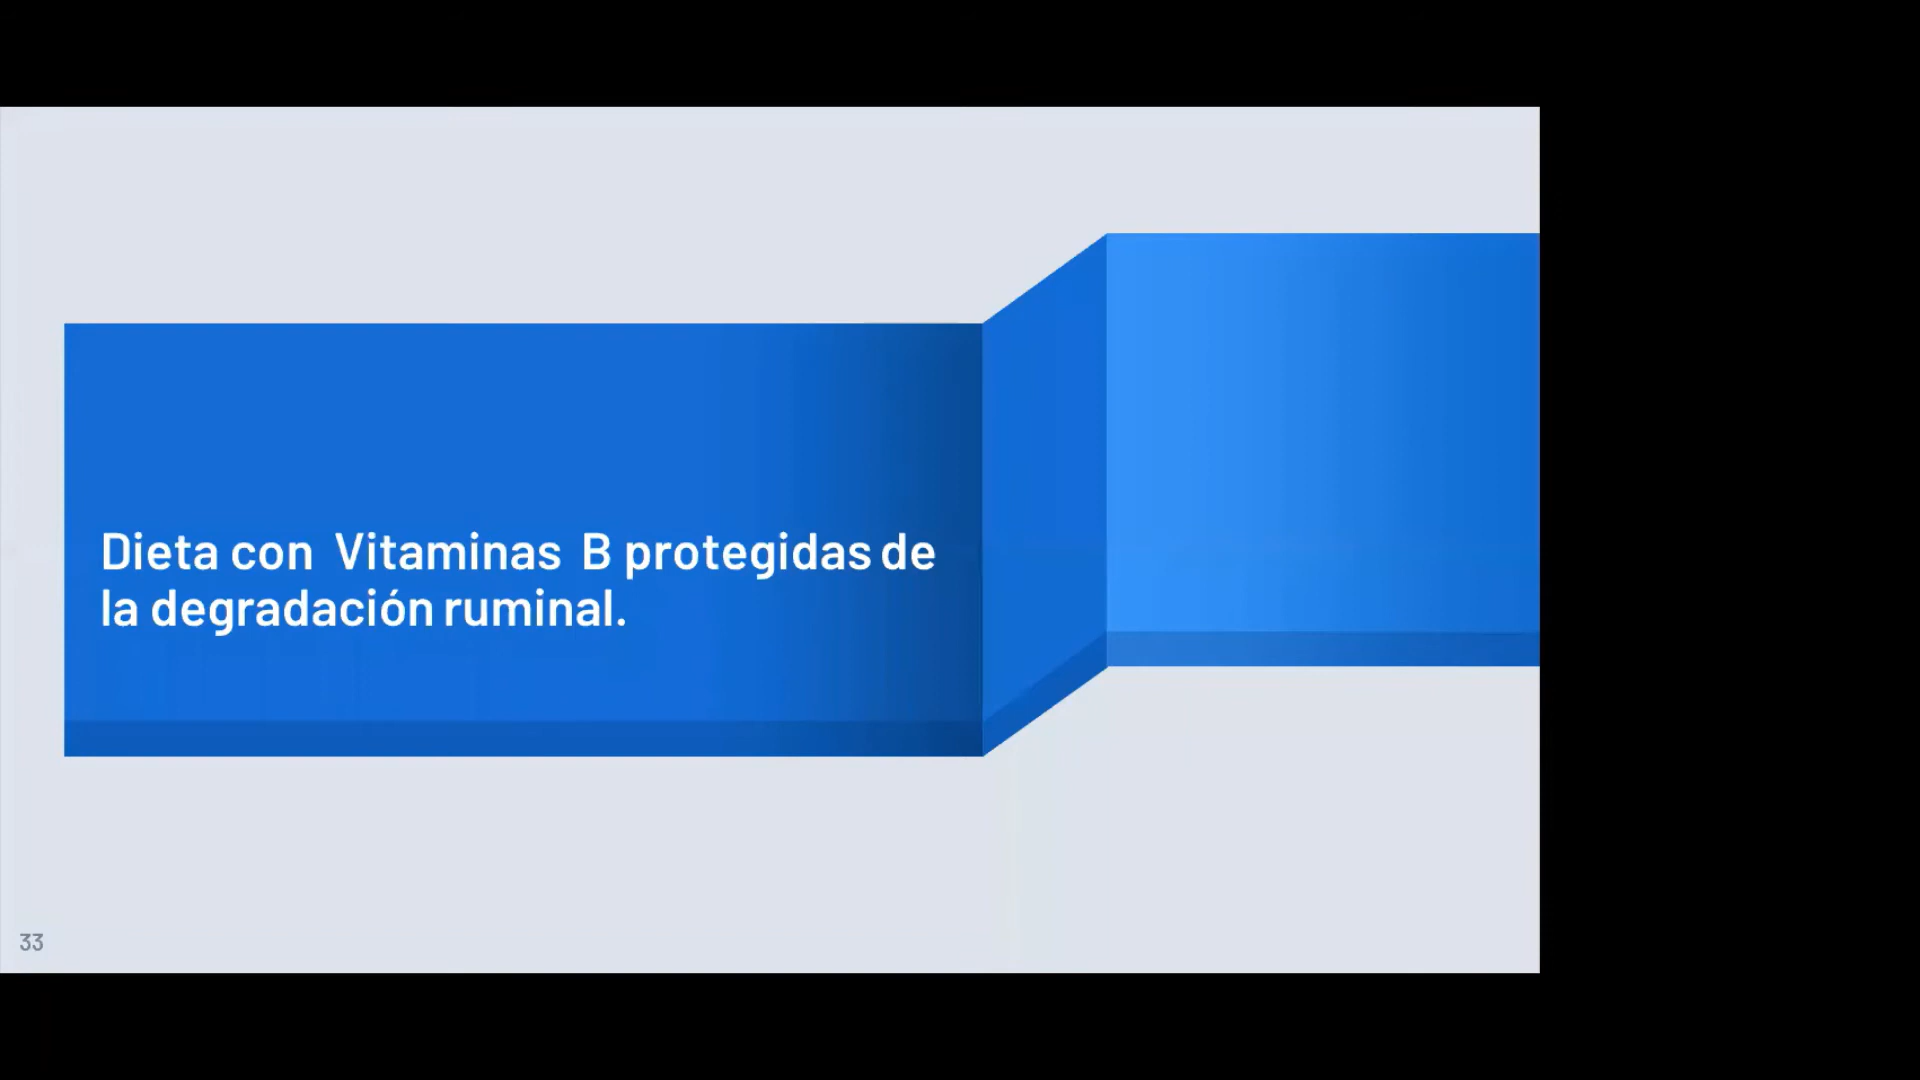 Dieta con Vitaminas B protegidas de
la degradación ruminal.
33